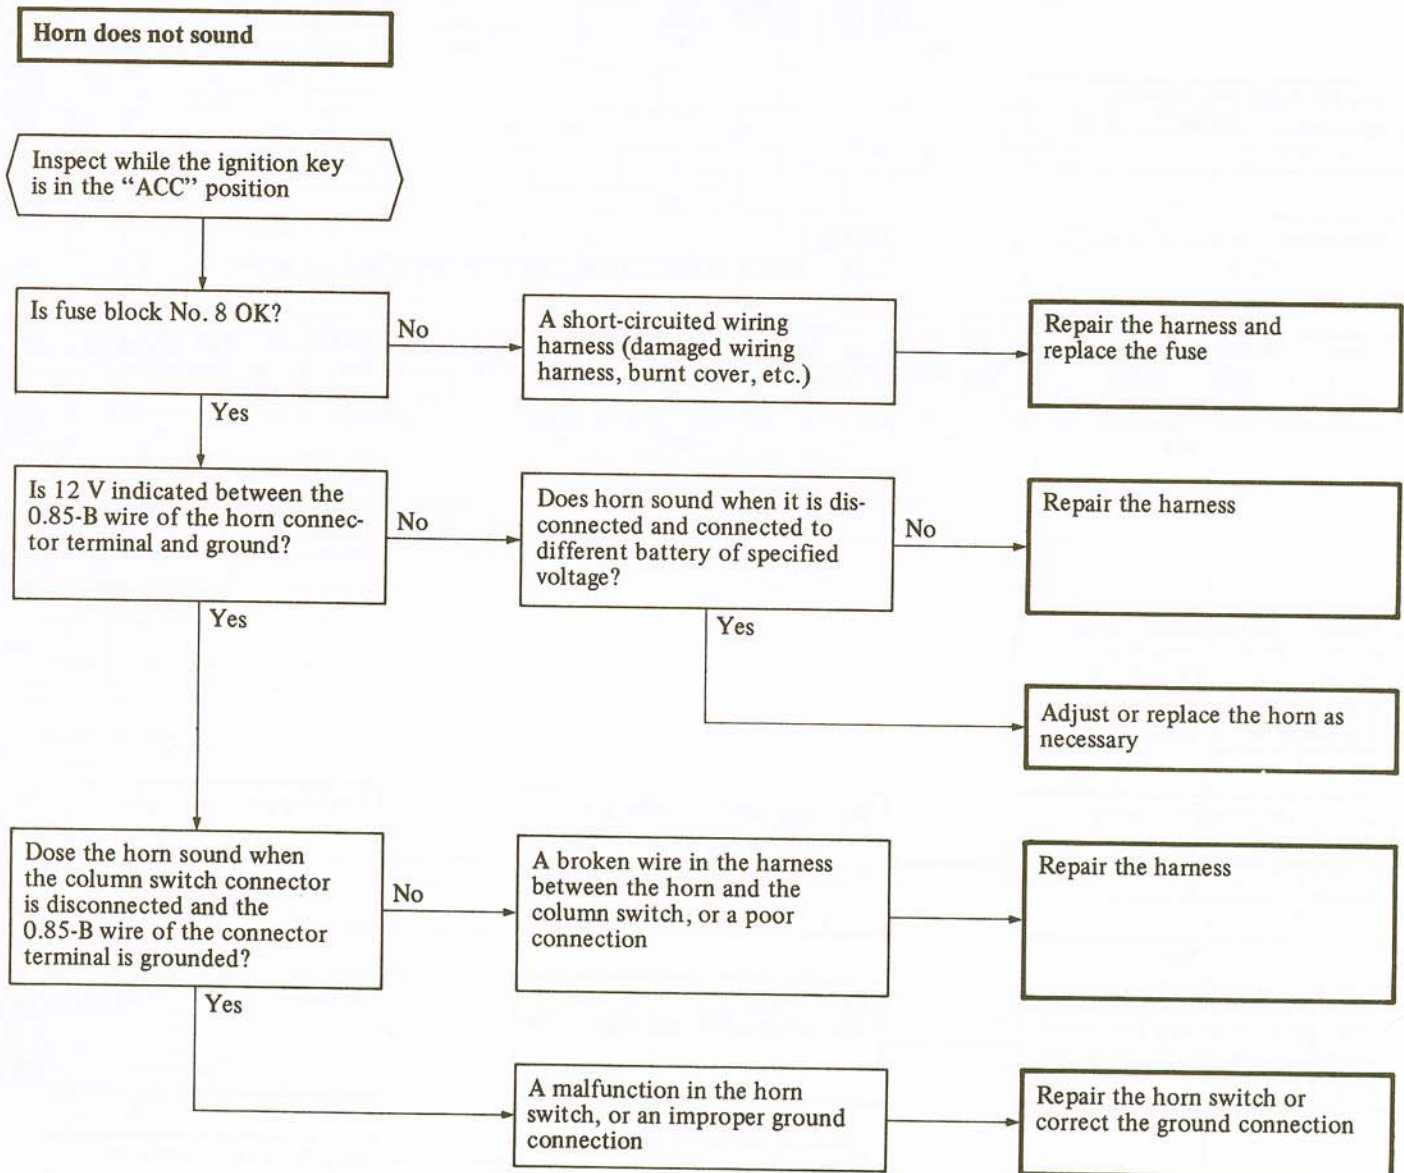 Horn does not sound
Inspect while the ignition key
is in the “ACC” position
Is fuse block No. 8 OK?
No
A short-circuited wiring
harness (damaged wiring
harness, burnt cover, etc.)
Repair the harness and
replace the fuse
Yes
Is 12 V indicated between the
0.85-B wire of the horn connec-
tor terminal and ground?
No
Does horn sound when it is dis-
connected and connected to
different battery of specified
voltage?
No
Repair the harness
Yes
Yes
Adjust or replace the horn as
necessary
Dose the horn sound when
the column switch connector
is disconnected and the
0.85-B wire of the connector
terminal is grounded?
No
A broken wire in the harness
between the horn and the
column switch, or a poor
connection
Repair the harness
Yes
A malfunction in the horn
switch, or an improper ground
connection
Repair the horn switch or
correct the ground connection